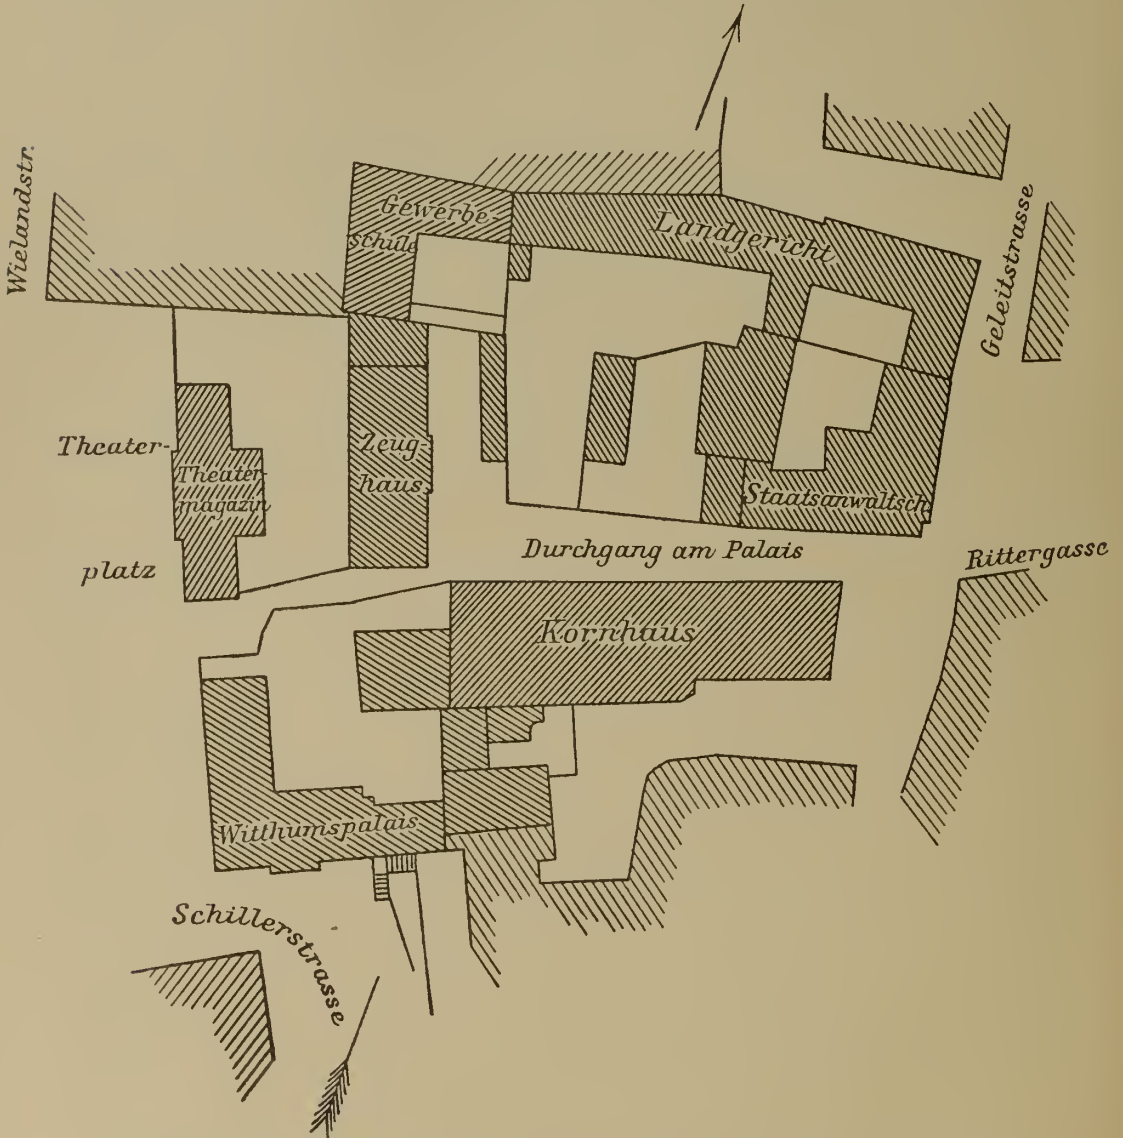 Wielandstr.
Gewerbe-
schule
Landgericht
Geleitstrasse
Theater-
platz
Theater-
magazin
Zeug-
haus
Staatsanwaltsch.
Durchgang am Palais
Rittergasse
Kornhaus
Witthumspalais
Schillerstrasse